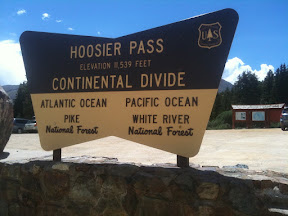 HOOSIER PASS
ELEVATION 11,539 FEET
CONTINENTAL DIVIDE
ATLANTIC OCEAN PACIFIC OCEAN
PIKE WHITE RIVER
National Forest National Forest
UAS